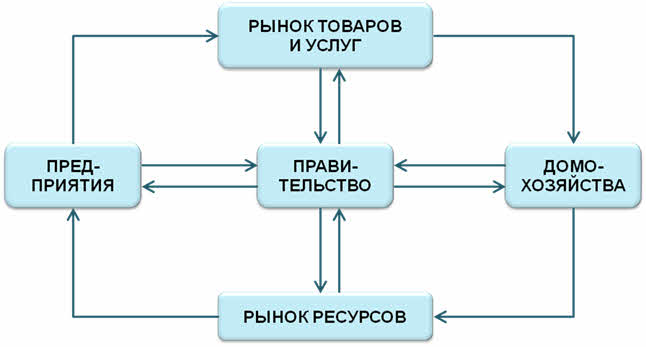 РЫНОК ТОВАРОВ
И УСЛУГ
ПРЕД-
ПРИЯТИЯ
ПРАВИ-
ТЕЛЬСТВО
ДОМО-
ХОЗЯЙСТВА
РЫНОК РЕСУРСОВ